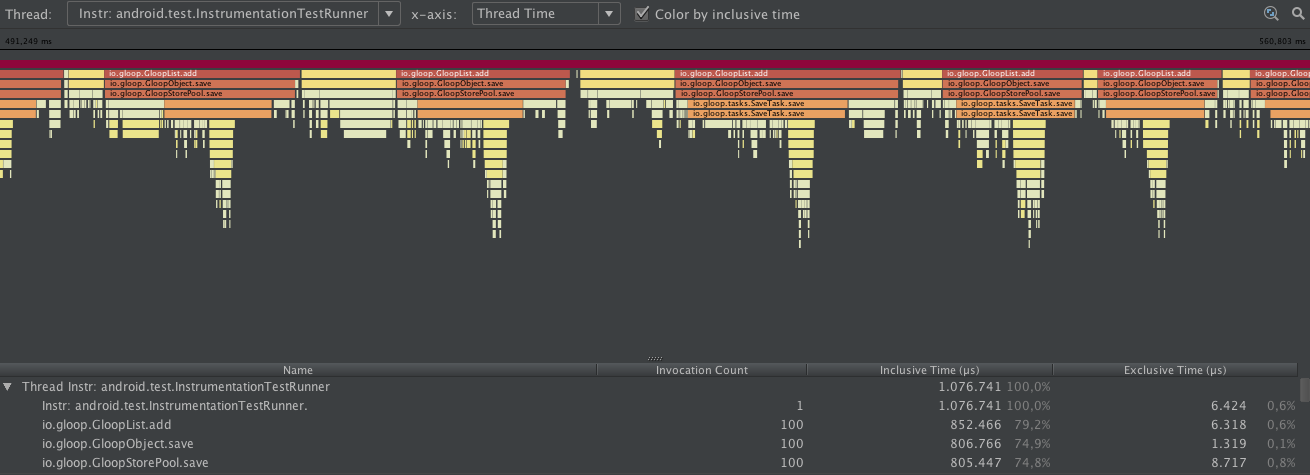 Thread: Instr: android.test.InstrumentationTestRunner x-axis: Thread Time Color by inclusive time
491,249 ms 560,803 ms
io.gloop.GloopList.add io.gloop.GloopList.add io.gloop.GloopList.add io.gloop.GloopList.add io.gloop.GloopList.add io.gloop.Gloop
io.gloop.GloopObject.save io.gloop.GloopObject.save io.gloop.GloopObject.save io.gloop.GloopObject.save io.gloop.GloopObject.save io.gloop.Gloo
io.gloop.GloopStorePool.save io.gloop.GloopStorePool.save io.gloop.GloopStorePool.save io.gloop.GloopStorePool.save io.gloop.GloopStorePool.save io.gloop.Gloo
io.gloop.tasks.SaveTask.save io.gloop.tasks.SaveTask.save
io.gloop.tasks.SaveTask.save io.gloop.tasks.SaveTask.save
Name Invocation Count Inclusive Time (µs) Exclusive Time (µs)
Thread Instr: android.test.InstrumentationTestRunner 1.076.741 100,0%
Instr: android.test.InstrumentationTestRunner. 1 1.076.741 100,0% 6.424 0,6%
io.gloop.GloopList.add 100 852.466 79,2% 6.318 0,6%
io.gloop.GloopObject.save 100 806.766 74,9% 1.319 0,1%
io.gloop.GloopStorePool.save 100 805.447 74,8% 8.717 0,8%